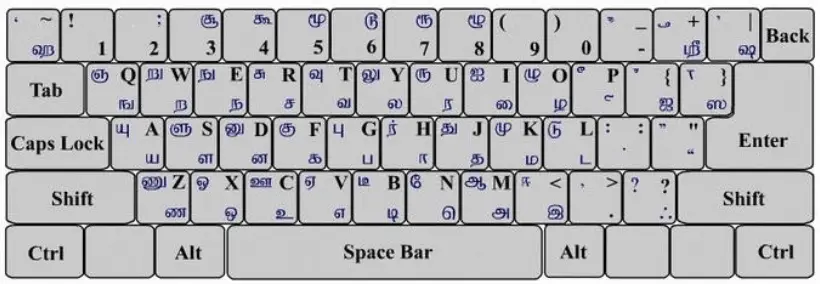 ‘ ~ ஹ ! 1 ; 2 சூ 3 கூ 4 மூ 5 டூ 6 ரூ 7 ழூ 8 ( 9 ) 0 _ - + ஸ்ரீ | ஷ Back
Tab ஞ Q ங று W ற நு E ந சு R ச வு T வ லு Y ல ரு U ர ஐ I ை ழு O ழ P { ஜ } ஸ
Caps Lock யு A ய ளு S ள னு D ன கு F க பு G ப ர் H ா து J த மு K ம டு L ட : ; " " “ Enter
Shift ணு Z ண ஒ X ஒ ஊ C உ ஏ V எ டீ B டி ே N ெ ஆ M அ ஈ < இ , > . ? ? ஃ Shift
Ctrl Alt Space Bar Alt Ctrl